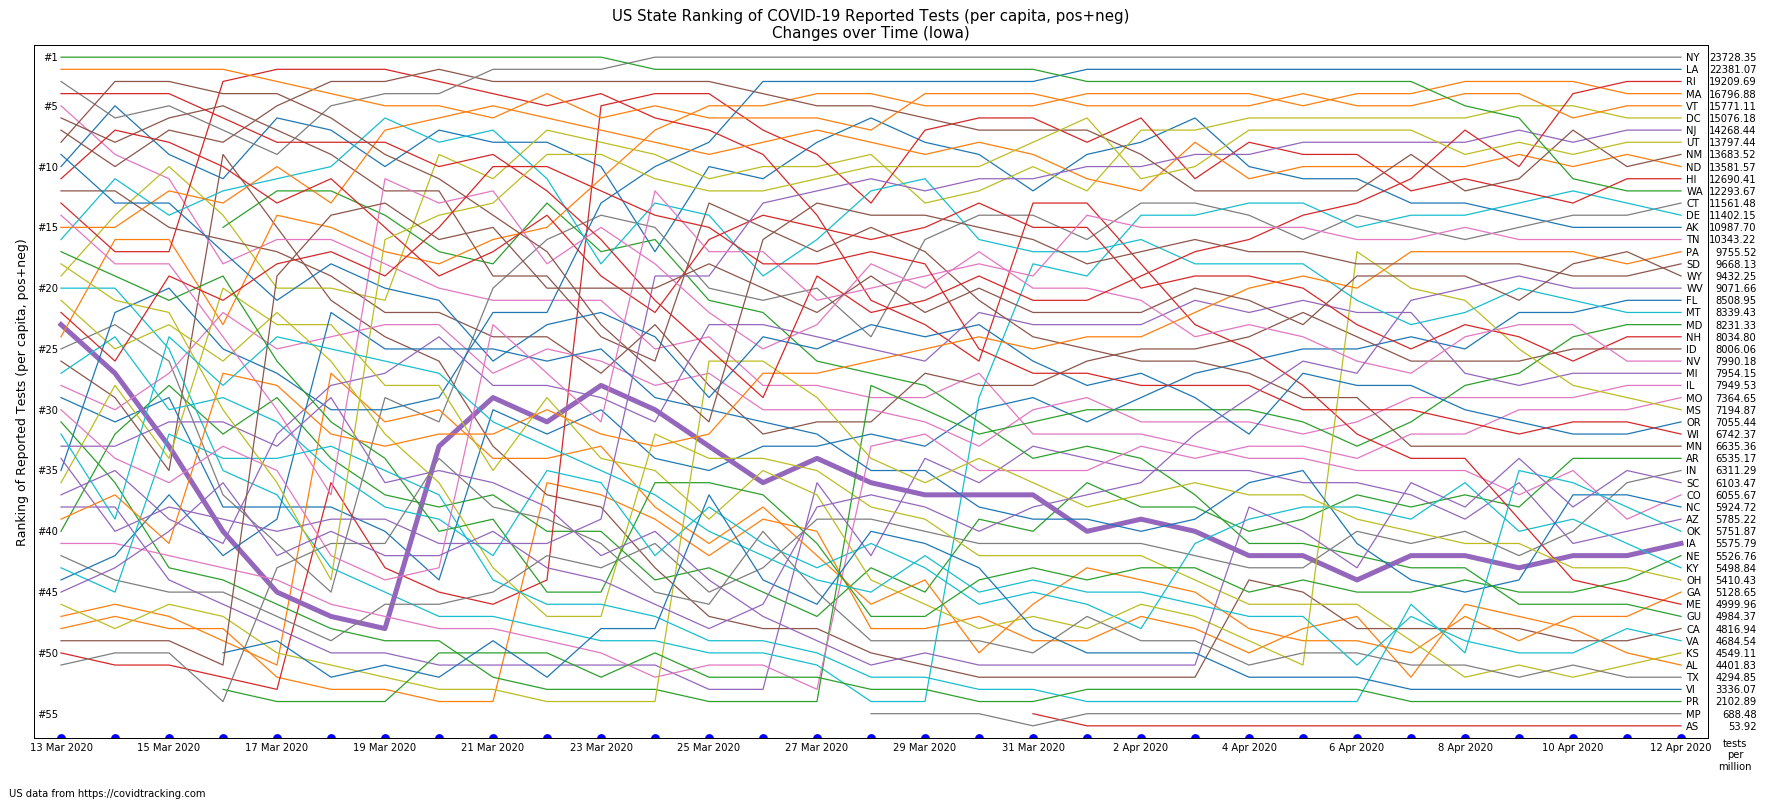 US State Ranking of COVID-19 Reported Tests (per capita, pos+neg)
Changes over Time (Iowa)
Ranking of Reported Tests (per capita, pos+neg)
#1
#5
#10
#15
#20
#25
#30
#35
#40
#45
#50
#55
NY 23728.35
LA 22381.07
RI 19209.69
MA 16796.88
VT 15771.11
DC 15076.18
NJ 14268.44
UT 13797.44
NM 13683.52
ND 13581.57
HI 12690.41
WA 12293.67
CT 11561.48
DE 11402.15
AK 10987.70
TN 10343.22
PA 9755.52
SD 9668.13
WY 9432.25
WV 9071.66
FL 8508.95
MT 8339.43
MD 8231.33
NH 8034.80
ID 8006.06
NV 7990.18
MI 7954.15
IL 7949.53
MO 7364.65
MS 7194.87
OR 7055.44
WI 6742.37
MN 6635.36
AR 6535.17
IN 6311.29
SC 6103.47
CO 6055.67
NC 5924.72
AZ 5785.22
OK 5751.87
IA 5575.79
NE 5526.76
KY 5498.84
OH 5410.43
GA 5128.65
ME 4999.96
GU 4984.37
CA 4816.94
VA 4684.54
KS 4549.11
AL 4401.83
TX 4294.85
VI 3336.07
PR 2102.89
MP 688.48
AS 53.92
13 Mar 2020 15 Mar 2020 17 Mar 2020 19 Mar 2020 21 Mar 2020 23 Mar 2020 25 Mar 2020 27 Mar 2020 29 Mar 2020 31 Mar 2020 2 Apr 2020 4 Apr 2020 6 Apr 2020 8 Apr 2020 10 Apr 2020 12 Apr 2020
tests
per
million
US data from https://covidtracking.com